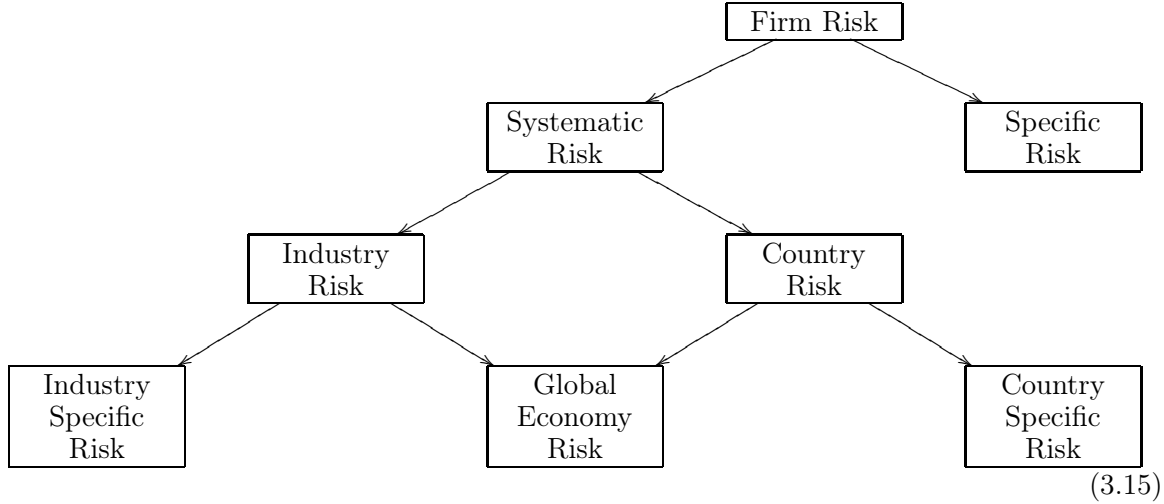 Firm Risk
Systematic
Risk
Specific
Risk
Industry
Risk
Country
Risk
Industry
Specific
Risk
Global
Economy
Risk
Country
Specific
Risk
(3.15)